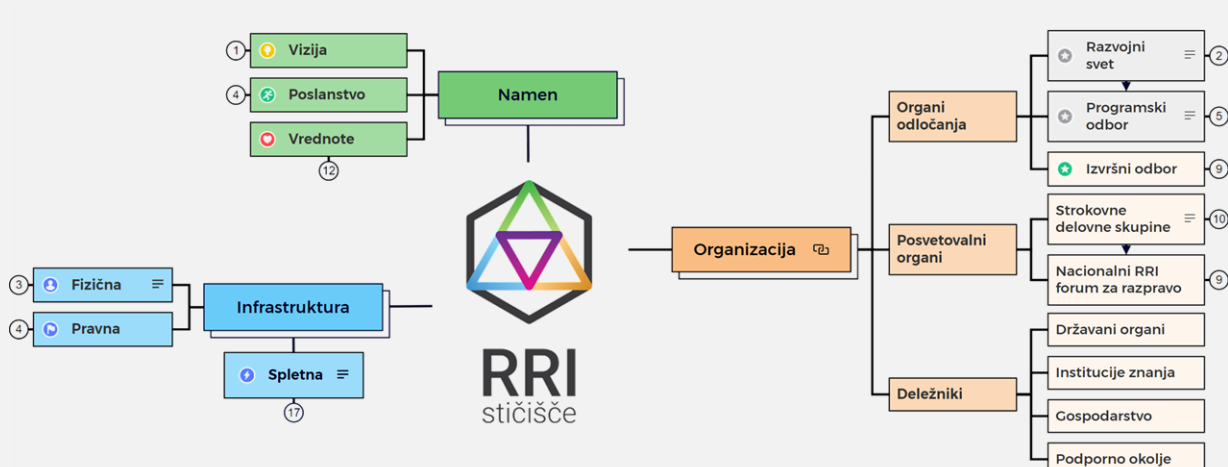 1
Vizija
4
Poslanstvo
Vrednote
12
Namen
3
Fizična
4
Pravna
Infrastruktura
Spletna
17
RRI
stičišče
Organizacija
Organi
odločanja
Razvojni
svet
2
Programski
odbor
5
Izvršni odbor
9
Posvetovalni
organi
Strokovne
delovne skupine
10
Nacionalni RRI
forum za razpravo
9
Deležniki
Državani organi
Institucije znanja
Gospodarstvo
Podporno okolje